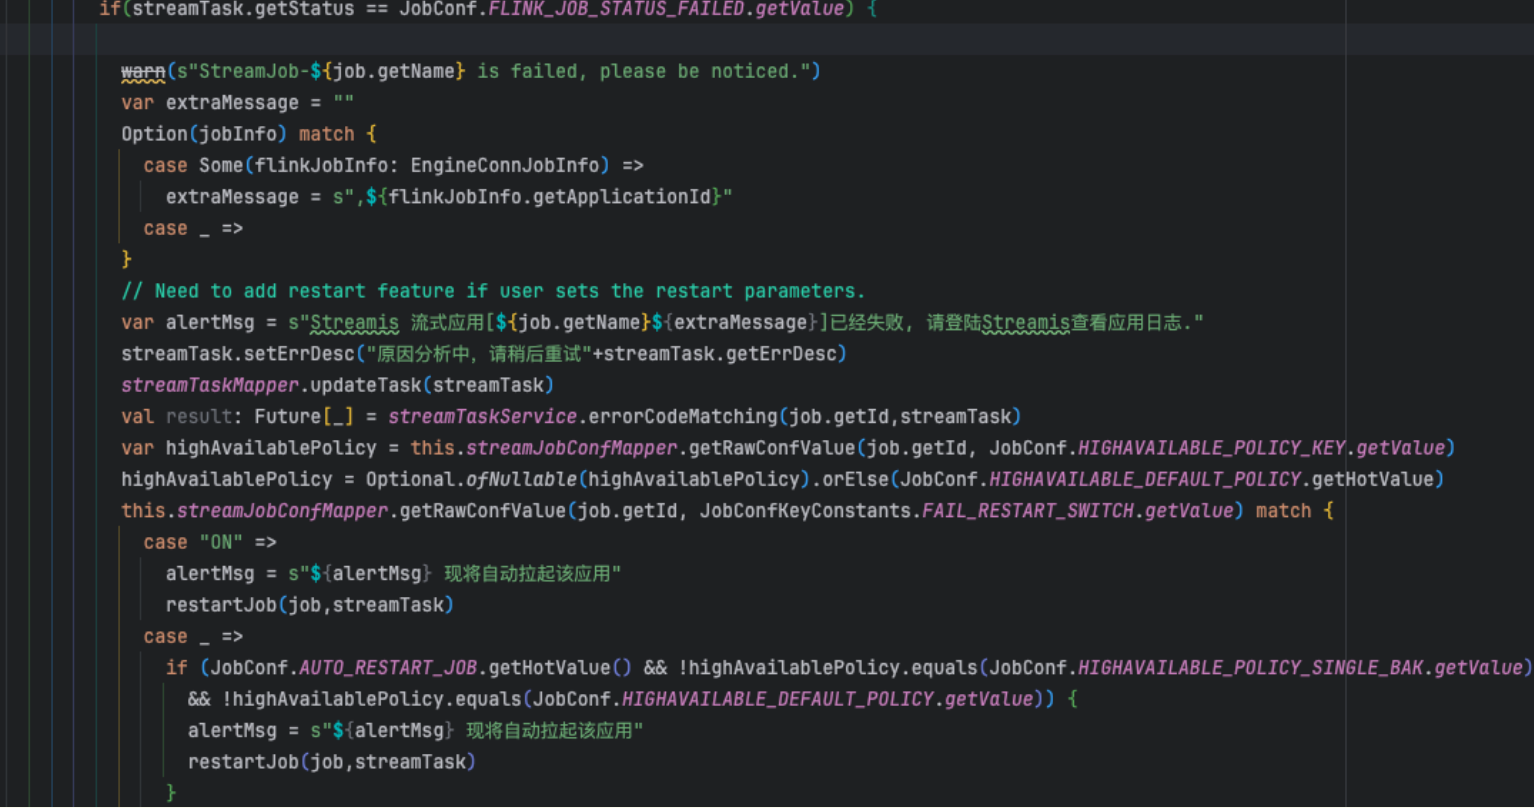 if(streamTask.getStatus == JobConf.FLINK_JOB_STATUS_FAILED.getValue) {
warn(s"StreamJob-${job.getName} is failed, please be noticed.")
var extraMessage = ""
Option(jobInfo) match {
case Some(flinkJobInfo: EngineConnJobInfo) =>
extraMessage = s",${flinkJobInfo.getApplicationId}"
case _ =>
}
// Need to add restart feature if user sets the restart parameters.
var alertMsg = s"Streamis 流式应用[${job.getName}${extraMessage}]已经失败, 请登陆Streamis查看应用日志."
streamTask.setErrDesc("原因分析中，请稍后重试"+streamTask.getErrDesc)
streamTaskMapper.updateTask(streamTask)
val result: Future[_] = streamTaskService.errorCodeMatching(job.getId,streamTask)
var highAvailablePolicy = this.streamJobConfMapper.getRawConfValue(job.getId, JobConf.HIGHAVAILABLE_POLICY_KEY.getValue)
highAvailablePolicy = Optional.ofNullable(highAvailablePolicy).orElse(JobConf.HIGHAVAILABLE_DEFAULT_POLICY.getHotValue)
this.streamJobConfMapper.getRawConfValue(job.getId, JobConfKeyConstants.FAIL_RESTART_SWITCH.getValue) match {
case "ON" =>
alertMsg = s"${alertMsg} 现将自动拉起该应用"
restartJob(job,streamTask)
case _ =>
if (JobConf.AUTO_RESTART_JOB.getHotValue() && !highAvailablePolicy.equals(JobConf.HIGHAVAILABLE_POLICY_SINGLE_BAK.getValue)
&& !highAvailablePolicy.equals(JobConf.HIGHAVAILABLE_DEFAULT_POLICY.getValue)) {
alertMsg = s"${alertMsg} 现将自动拉起该应用"
restartJob(job,streamTask)
}